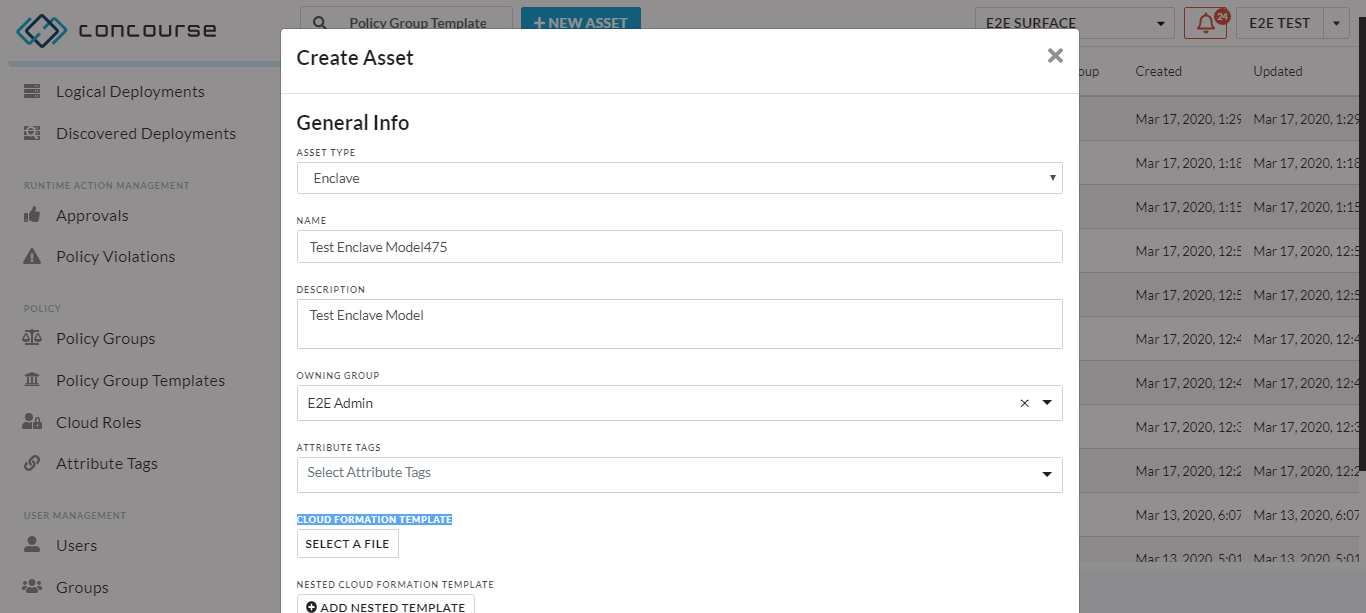 concourse
Policy Group Template
+ NEW ASSET
E2E SURFACE
24
E2E TEST
Logical Deployments
Discovered Deployments
RUNTIME ACTION MANAGEMENT
Approvals
Policy Violations
POLICY
Policy Groups
Policy Group Templates
Cloud Roles
Attribute Tags
USER MANAGEMENT
Users
Groups
Create Asset
General Info
ASSET TYPE
Enclave
NAME
Test Enclave Model475
DESCRIPTION
Test Enclave Model
OWNING GROUP
E2E Admin
ATTRIBUTE TAGS
Select Attribute Tags
CLOUD FORMATION TEMPLATE
SELECT A FILE
NESTED CLOUD FORMATION TEMPLATE
ADD NESTED TEMPLATE
oup Created Updated
Mar 17, 2020, 1:29 Mar 17, 2020, 1:29
Mar 17, 2020, 1:18 Mar 17, 2020, 1:18
Mar 17, 2020, 1:15 Mar 17, 2020, 1:15
Mar 17, 2020, 12:5 Mar 17, 2020, 12:5
Mar 17, 2020, 12:5 Mar 17, 2020, 12:5
Mar 17, 2020, 12:4 Mar 17, 2020, 12:4
Mar 17, 2020, 12:4 Mar 17, 2020, 12:4
Mar 17, 2020, 12:3 Mar 17, 2020, 12:3
Mar 17, 2020, 12:2 Mar 17, 2020, 12:2
Mar 13, 2020, 6:07 Mar 13, 2020, 6:07
Mar 13, 2020, 5:01 Mar 13, 2020, 5:01